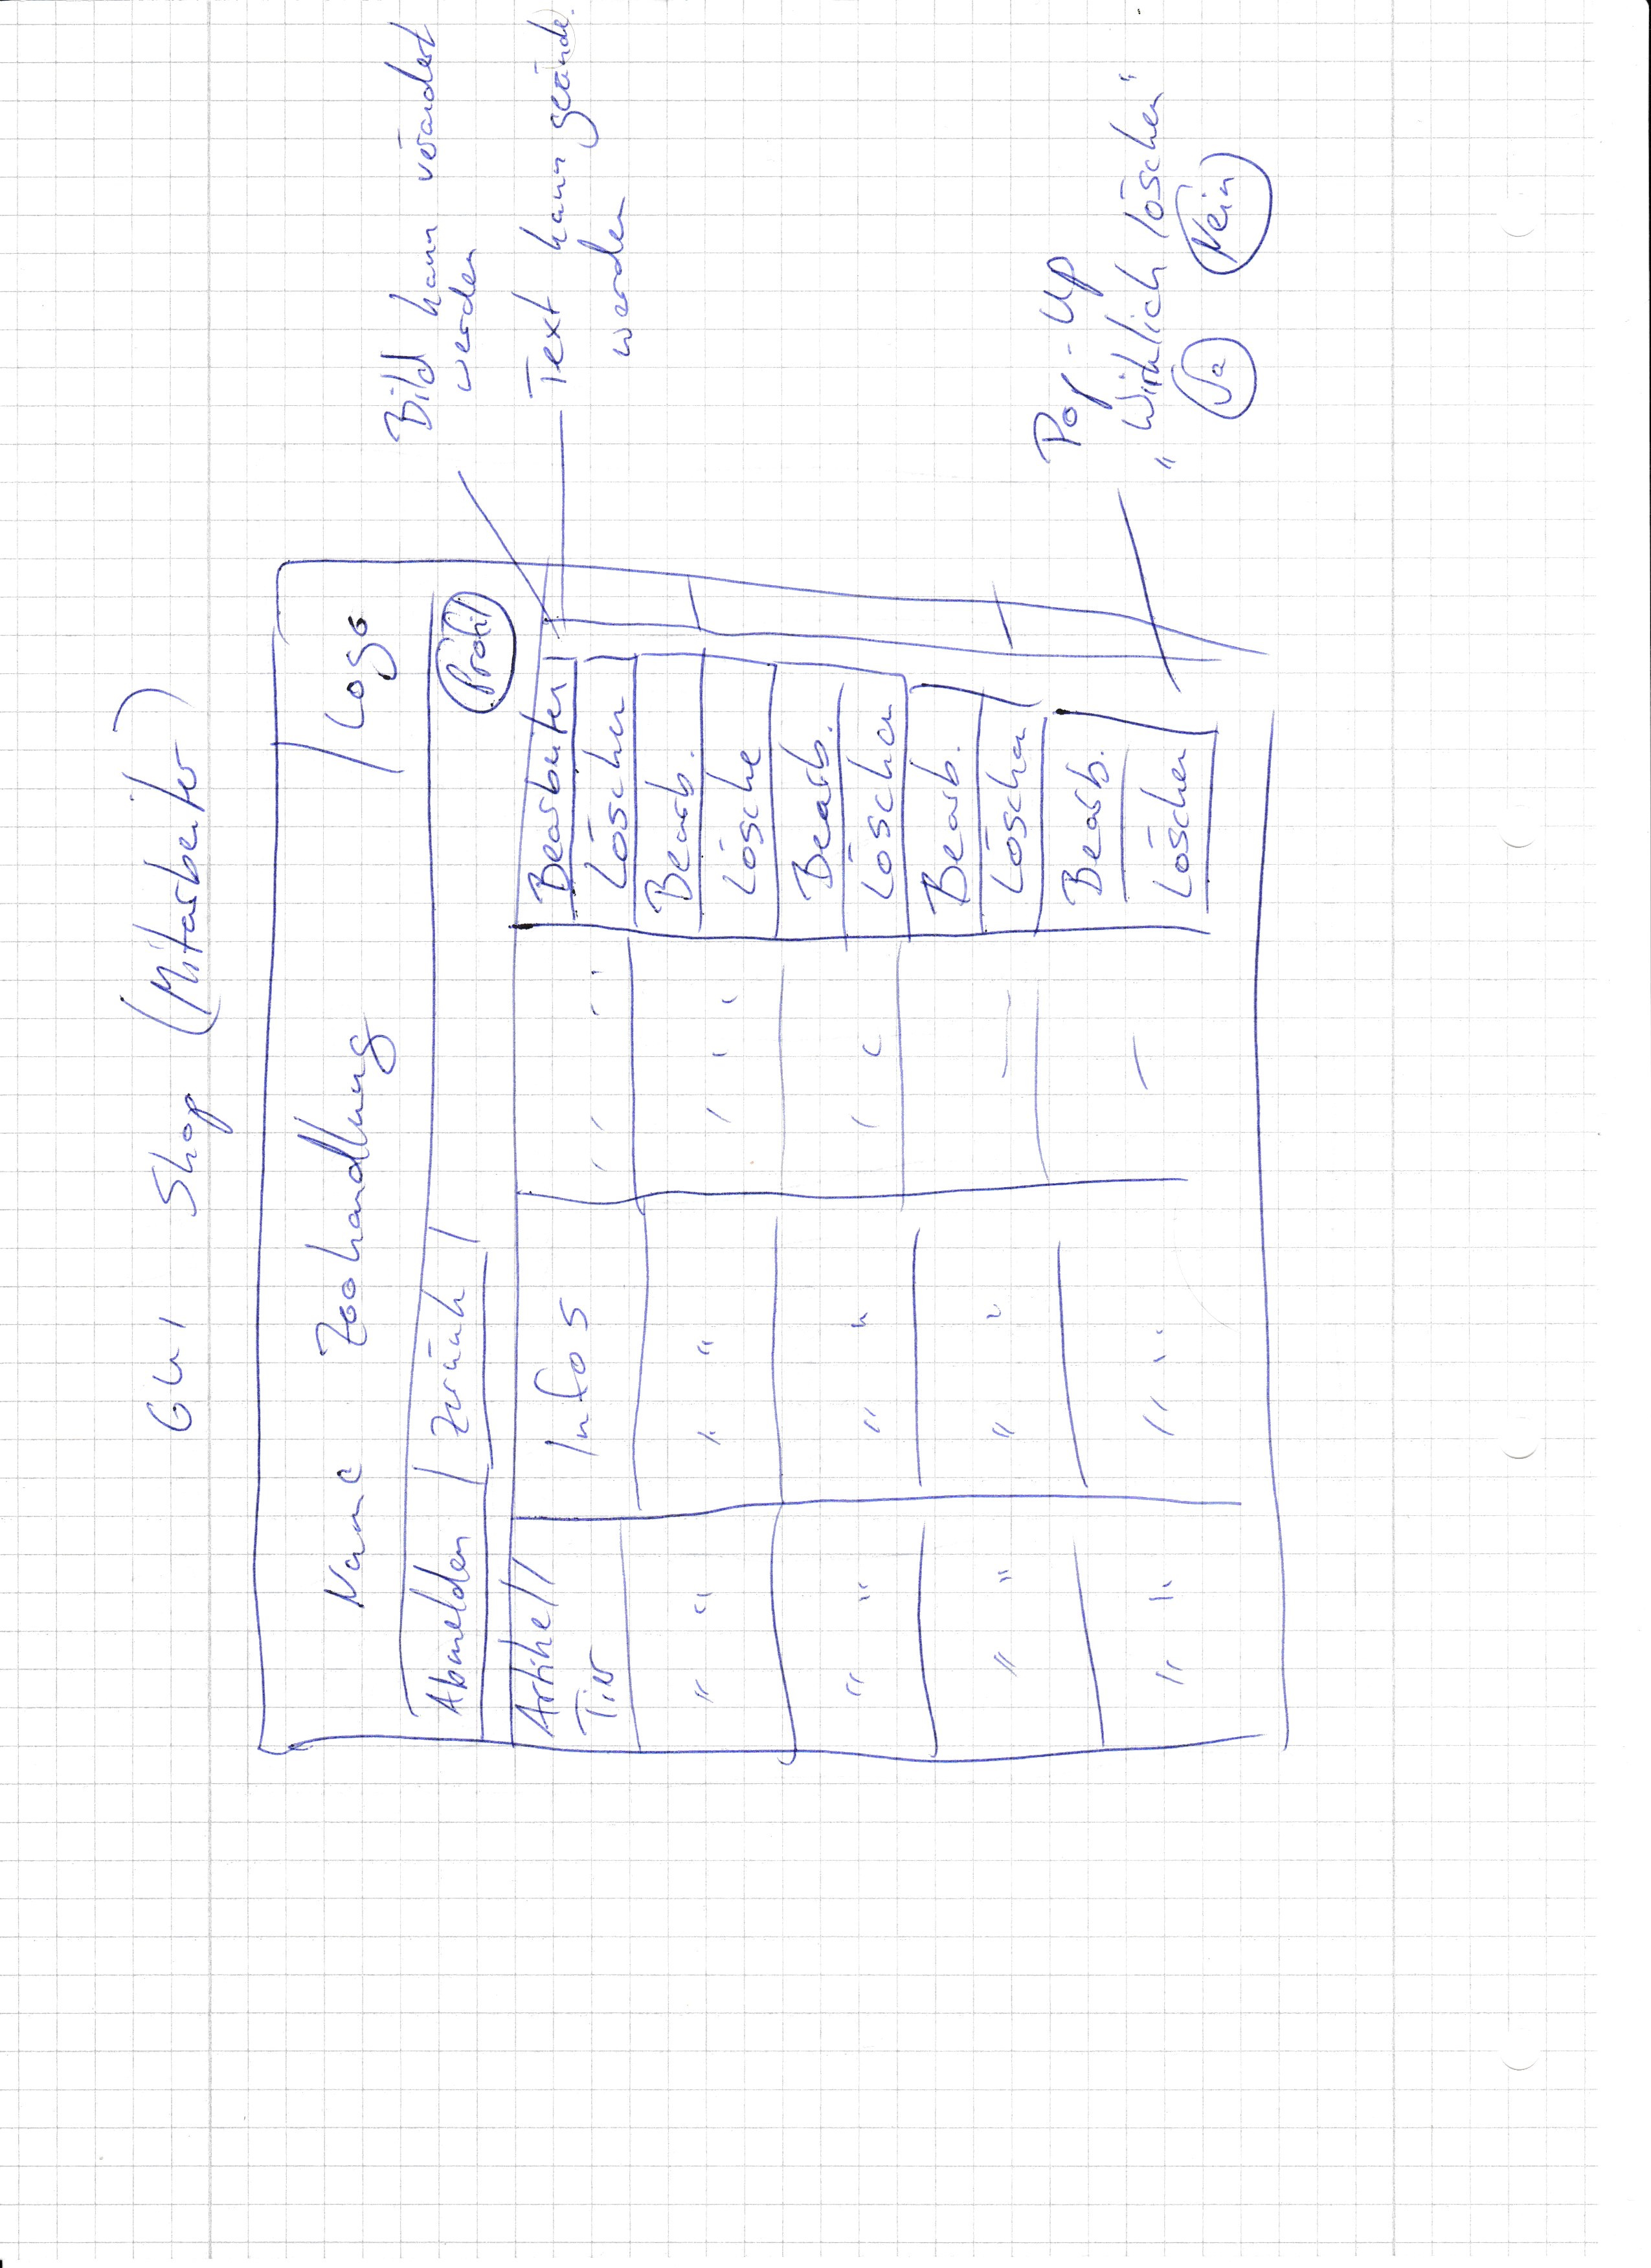 GUI Shop (Mitarbeiter)
Name Zoohandlung | Logo
Abmelden | Zurück |
Profil
Artikel/
Tier
Infos
" "
Bearbeiten
Löschen
" "
" "
" "
Bearb.
Lösche
" "
" "
" "
Bearb.
Löschen
" "
" "
Bearb.
Löschen
" "
" "
Bearb.
Löschen
Bild kann verändert
werden
Text kann geände.
werden
Pop-Up
„Wirklich löschen"
Ja Nein